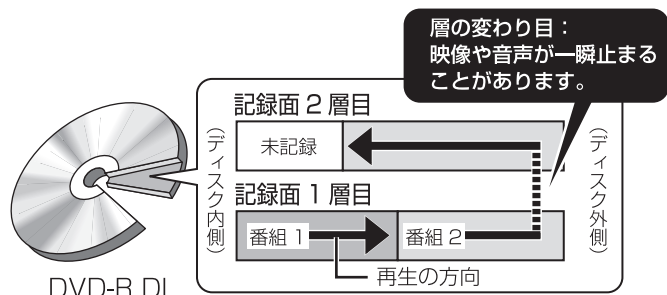 層の変わり目：
映像や音声が一瞬止まる
ことがあります。
記録面 2 層目
（ディスク内側）
未記録
（ディスク外側）
記録面 1 層目
番組 1
番組 2
再生の方向
DVD-R DL